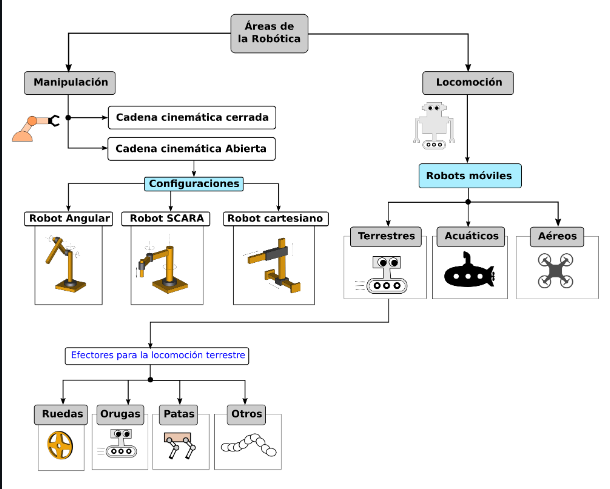 Áreas de
la Robótica
Manipulación
Locomoción
Cadena cinemática cerrada
Cadena cinemática Abierta
Configuraciones
Robots móviles
Robot Angular
Robot SCARA
Robot cartesiano
Terrestres
Acuáticos
Aéreos
Efectores para la locomoción terrestre
Ruedas
Orugas
Patas
Otros